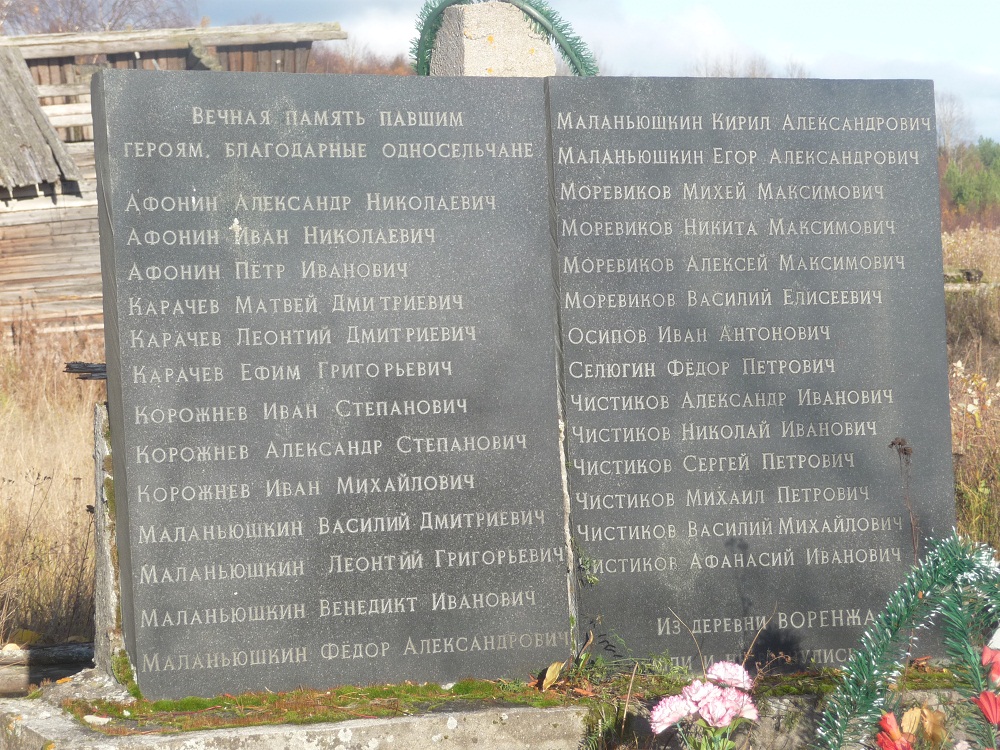 Вечная память павшим
героям. благодарные односельчане
Афонин Александр Николаевич
Афонин Иван Николаевич
Афонин Пётр Иванович
Карачев Матвей Дмитриевич
Карачев Леонтий Дмитриевич
Карачев Ефим Григорьевич
Корожнев Иван Степанович
Корожнев Александр Степанович
Корожнев Иван Михайлович
Маланьюшкин Василий Дмитриевич
Маланьюшкин Леонтий Григорьевич
Маланьюшкин Венедикт Иванович
Маланьюшкин Фёдор Александрович
Маланьюшкин Кирил Александрович
Маланьюшкин Егор Александрович
Моревиков Михей Максимович
Моревиков Никита Максимович
Моревиков Алексей Максимович
Моревиков Василий Елисеевич
Осипов Иван Антонович
Селюгин Фёдор Петрович
Чистиков Александр Иванович
Чистиков Николай Иванович
Чистиков Сергей Петрович
Чистиков Михаил Петрович
Чистиков Василий Михайлович
Чистиков Афанасий Иванович
Из деревни ВОРЕНЖА
и